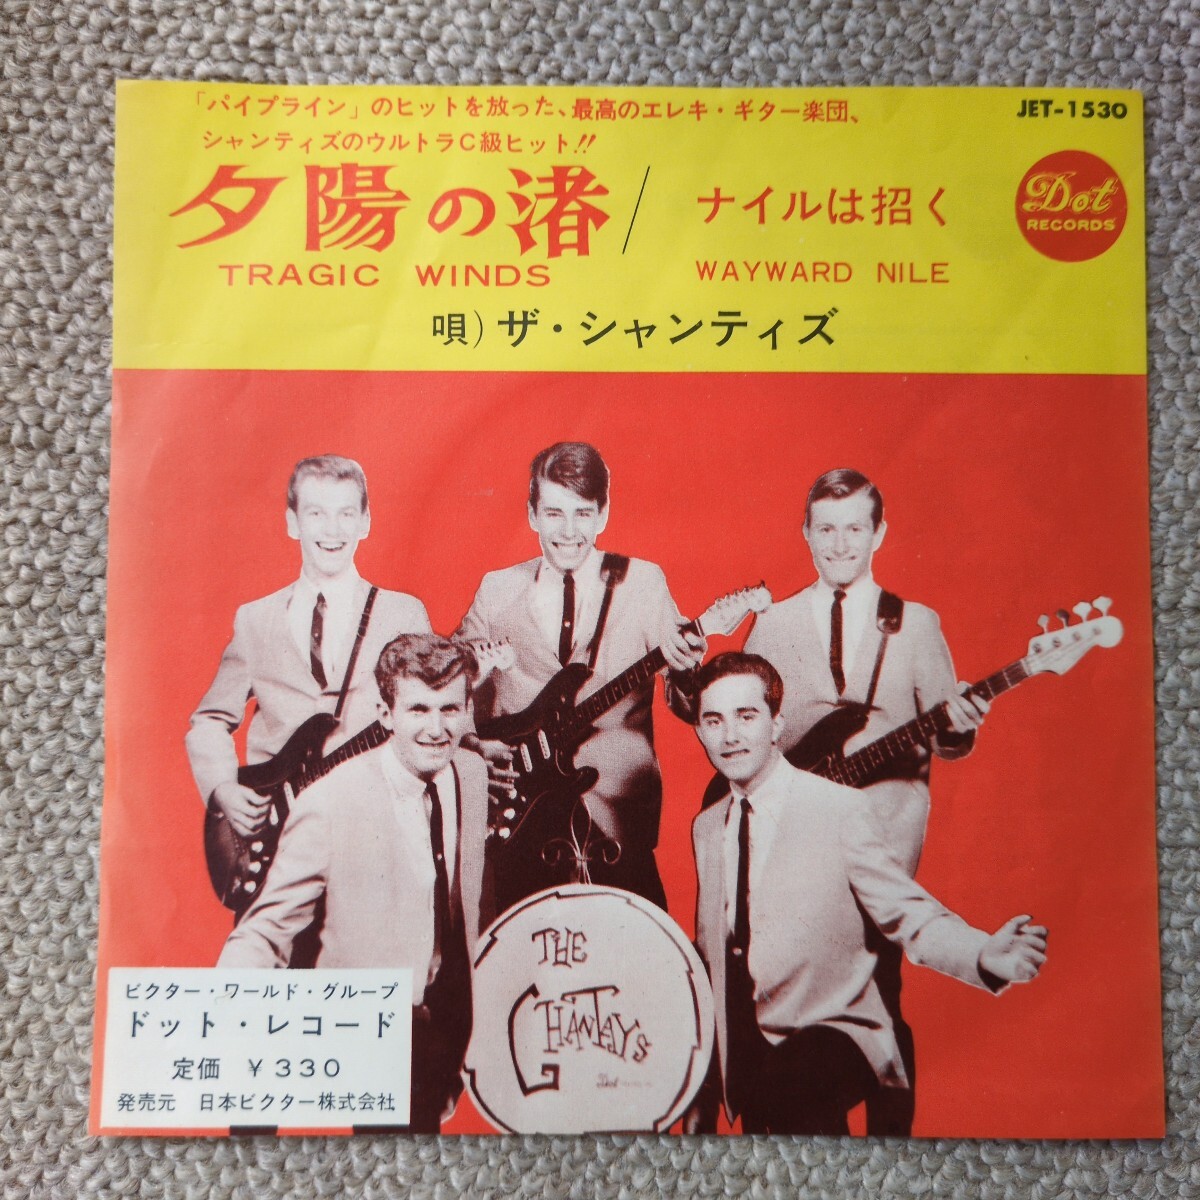 「パイプライン」のヒットを放った、最高のエレキ・ギター楽団、
シャンティズのウルトラC級ヒット!!
JET-1530
夕陽の渚/
TRAGIC WINDS
ナイルは招く
WAYWARD NILE
Dot
RECORDS
唄)ザ・シャンティズ
THE
CHANTAY'S
Dot
ビクター・ワールド・グループ
ドット・レコード
定価 ¥330
発売元 日本ビクター株式会社